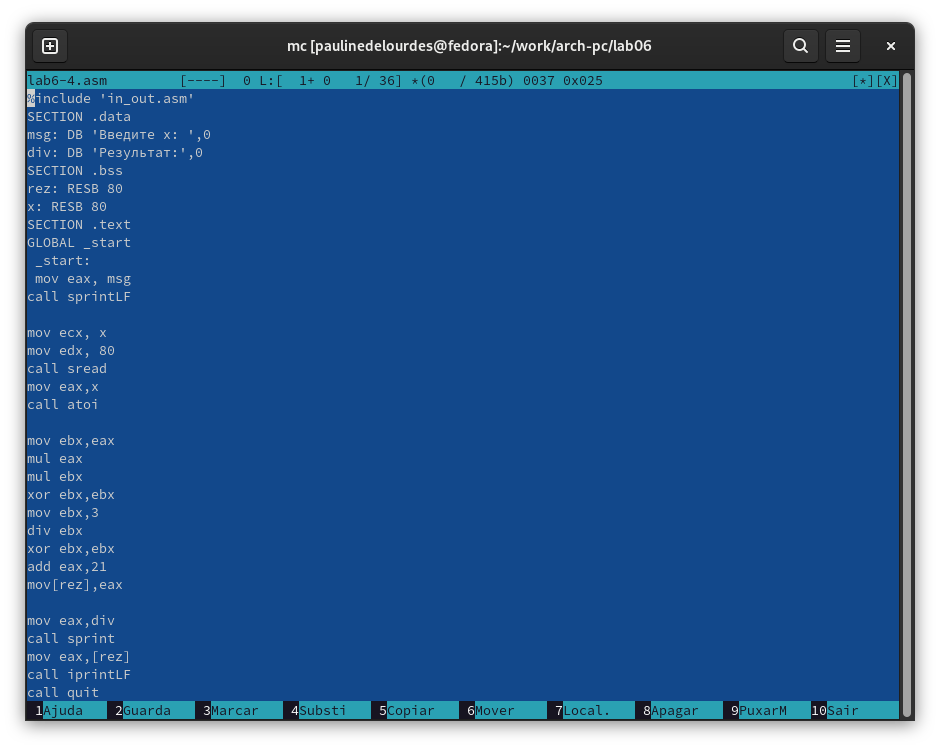 mc [paulinedelourdes@fedora]:~/work/arch-pc/lab06
lab6-4.asm [----] 0 L:[ 1+ 0 1/ 36] *(0 / 415b) 0037 0x025 [*][X]
%include 'in_out.asm'
SECTION .data
msg: DB 'Введите x: ',0
div: DB 'Результат:',0
SECTION .bss
rez: RESB 80
x: RESB 80
SECTION .text
GLOBAL _start
_start:
mov eax, msg
call sprintLF
mov ecx, x
mov edx, 80
call sread
mov eax,x
call atoi
mov ebx,eax
mul eax
mul ebx
xor ebx,ebx
mov ebx,3
div ebx
xor ebx,ebx
add eax,21
mov[rez],eax
mov eax,div
call sprint
mov eax,[rez]
call iprintLF
call quit
1Ajuda 2Guarda 3Marcar 4Substi 5Copiar 6Mover 7Local. 8Apagar 9PuxarM 10Sair